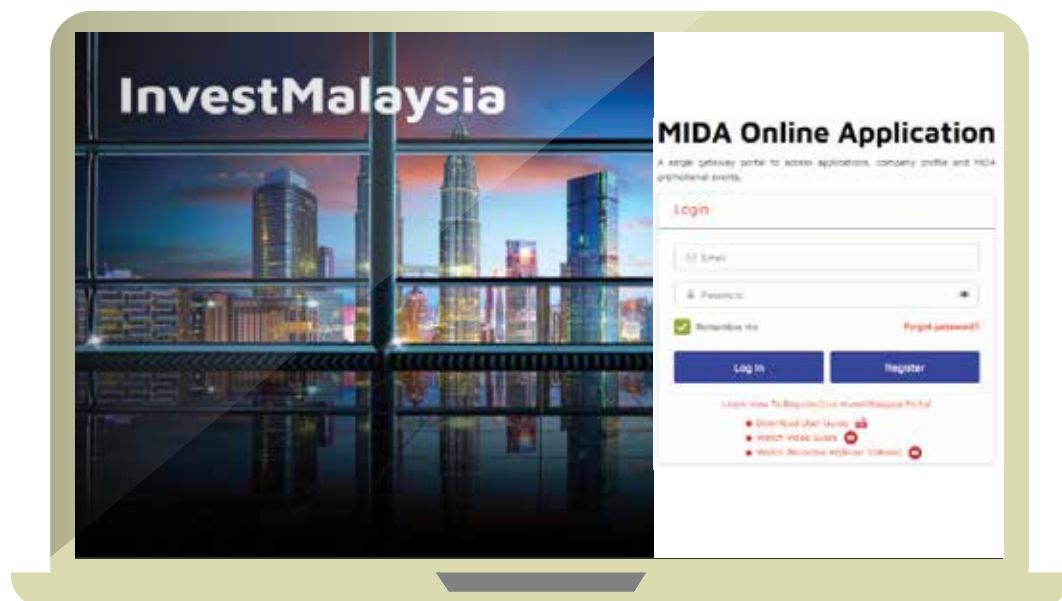 InvestMalaysia
MIDA Online Application
A single gateway portal to access applications, company profile and MIDA
promotional events.
Login
Email
Password
Remember me
Forgot password?
Log In
Register
Learn How To Register/Use InvestMalaysia Portal
Download User Guide
Watch Video Guide
Watch Recorded Webinar